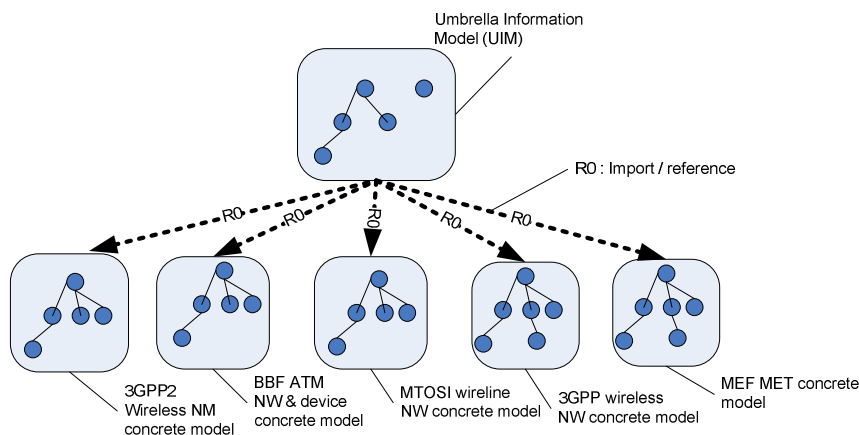 Umbrella Information
Model (UIM)
R0 : Import / reference
R0
R0
R0
R0
R0
3GPP2
Wireless NM
concrete model
BBF ATM
NW & device
concrete model
MTOSI wireline
NW concrete model
3GPP wireless
NW concrete model
MEF MET concrete
model